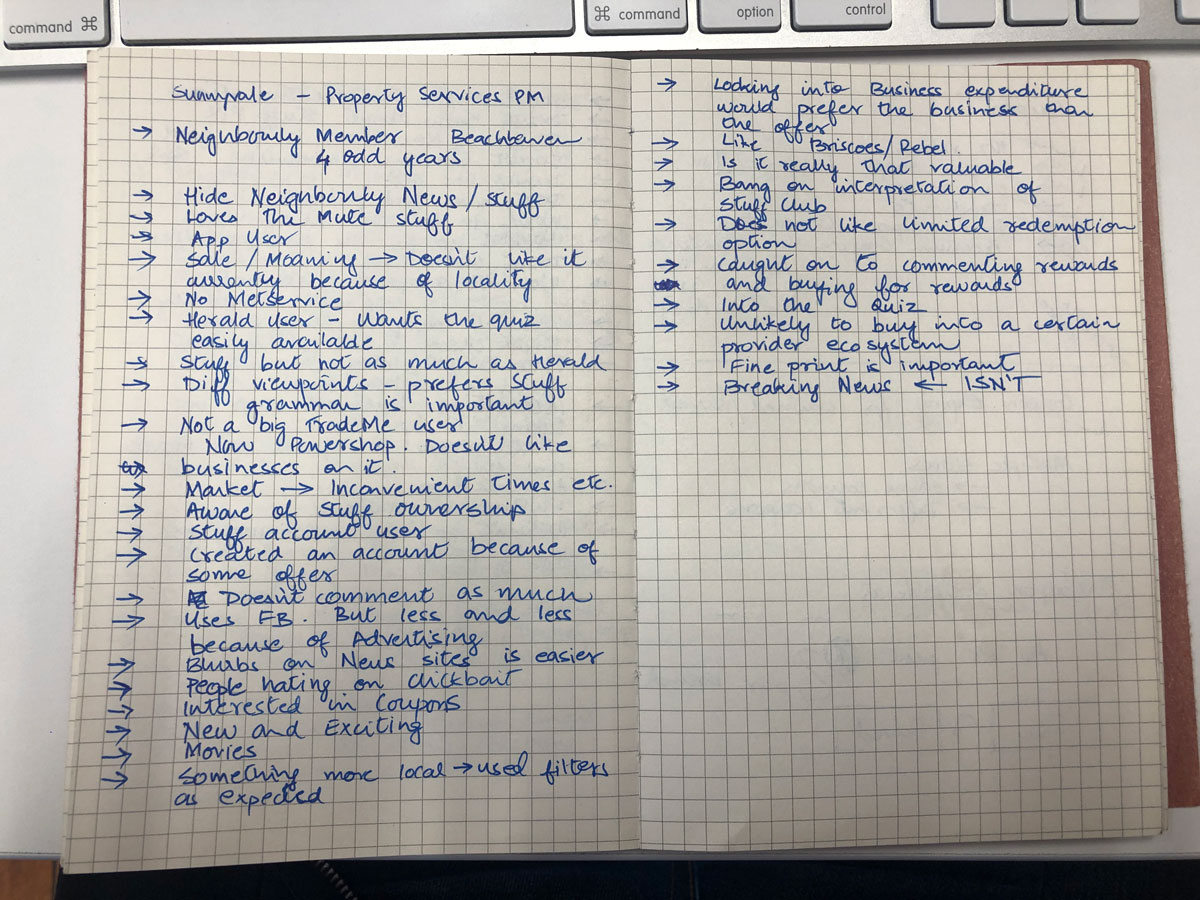 command ⌘
⌘ command
option
control
Sunnyvale - Property Services PM
→ Neighbourly Member Beachhaven
4 odd years
→ Hide Neighbourly News / stuff
→ Loves the Mute stuff
→ App User
→ Sale / Moaning → Doesn't like it
currently because of locality
→ No Metservice
→ Herald user - Wants the quiz
easily available
→ Stuff but not as much as Herald
→ Diff viewpoints - prefers Stuff
grammar is important
→ Not a big TradeMe user
Now Powershop. Doesn't like
businesses on it.
→ Market → Inconvenient times etc.
→ Aware of Stuff ownership
→ Stuff account user
→ Created an account because of
some offer
→ Doesn't comment as much
→ Uses FB. But less and less
because of Advertising
→ Blurbs on News sites is easier
→ People hating on clickbait
→ Interested in Coupons
→ New and Exciting
→ Movies
→ Something more local → used filters
as expected
→ Looking into Business expenditure
would prefer the business than
the offer
→ Like Briscoes/Rebel.
→ Is it really that valuable
→ Bang on interpretation of
Stuff Club
→ Does not like limited redemption
option
→ caught on to commenting rewards
and buying for rewards
→ Into the Quiz
→ Unlikely to buy into a certain
provider ecosystem
→ Fine print is important
→ Breaking News ← ISN'T